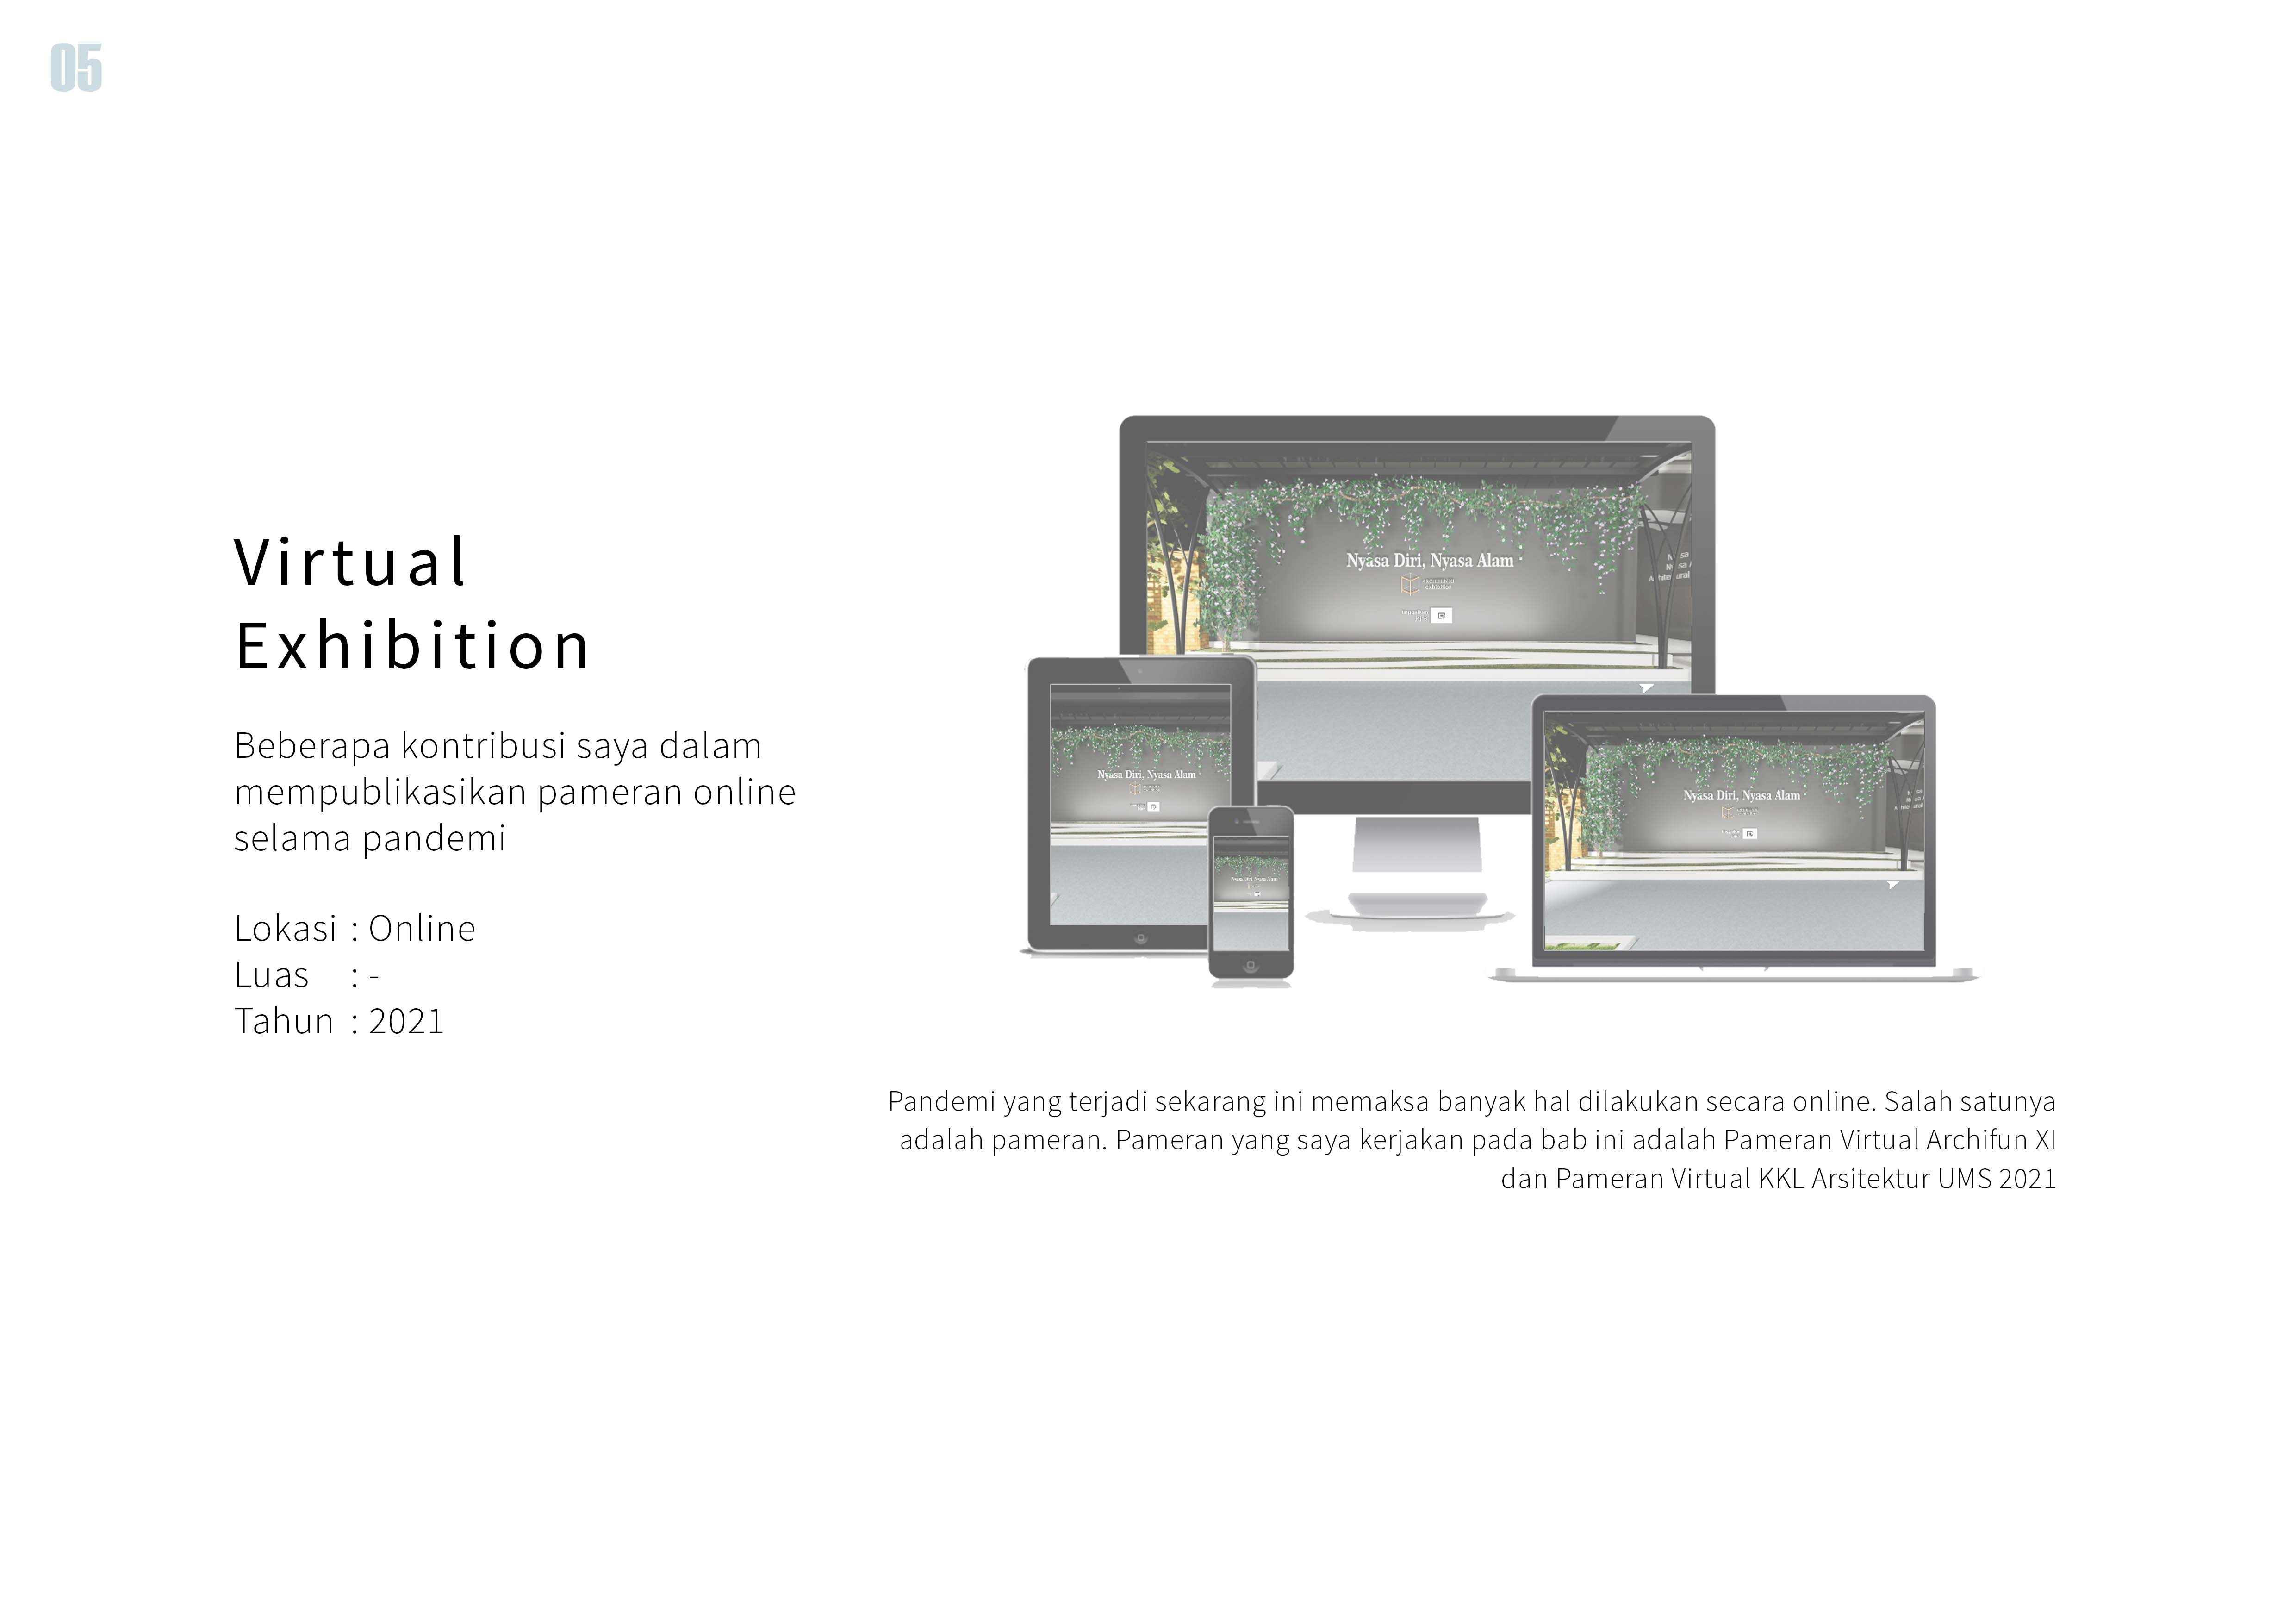 05
Virtual
Exhibition
Beberapa kontribusi saya dalam
mempublikasikan pameran online
selama pandemi
Lokasi : Online
Luas : -
Tahun : 2021
Nyasa Diri, Nyasa Alam
Nyasa Diri, Nyasa Alam
Nyasa Diri, Nyasa Alam
Nyasa Diri, Nyasa Alam
Pandemi yang terjadi sekarang ini memaksa banyak hal dilakukan secara online. Salah satunya
adalah pameran. Pameran yang saya kerjakan pada bab ini adalah Pameran Virtual Archifun XI
dan Pameran Virtual KKL Arsitektur UMS 2021